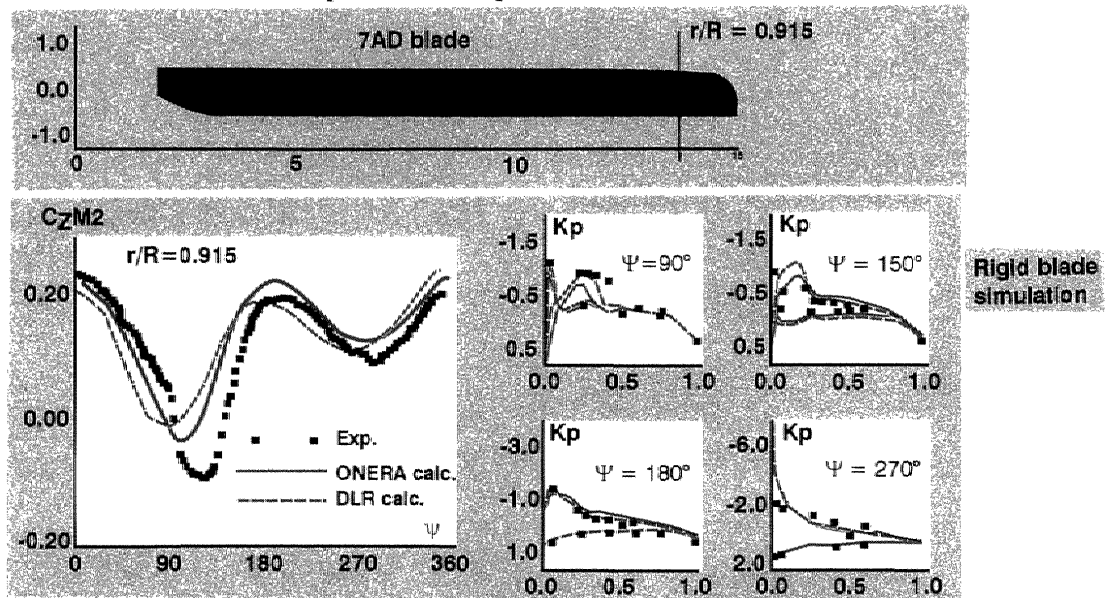 7AD blade
r/R = 0.915
1.0
0.0
-1.0
0
5
10
CZM2
r/R=0.915
0.20
0.00
-0.20
0
90
180
270
360
Exp.
ONERA calc.
DLR calc.
Ψ
Kp
Ψ=90°
-1.5
-0.5
0.5
0.0
0.5
1.0
Kp
Ψ = 150°
-1.5
-0.5
0.5
0.0
0.5
1.0
Rigid blade
simulation
Kp
Ψ = 180°
-3.0
-1.0
1.0
0.0
0.5
1.0
Kp
Ψ = 270°
-6.0
-2.0
2.0
0.0
0.5
1.0